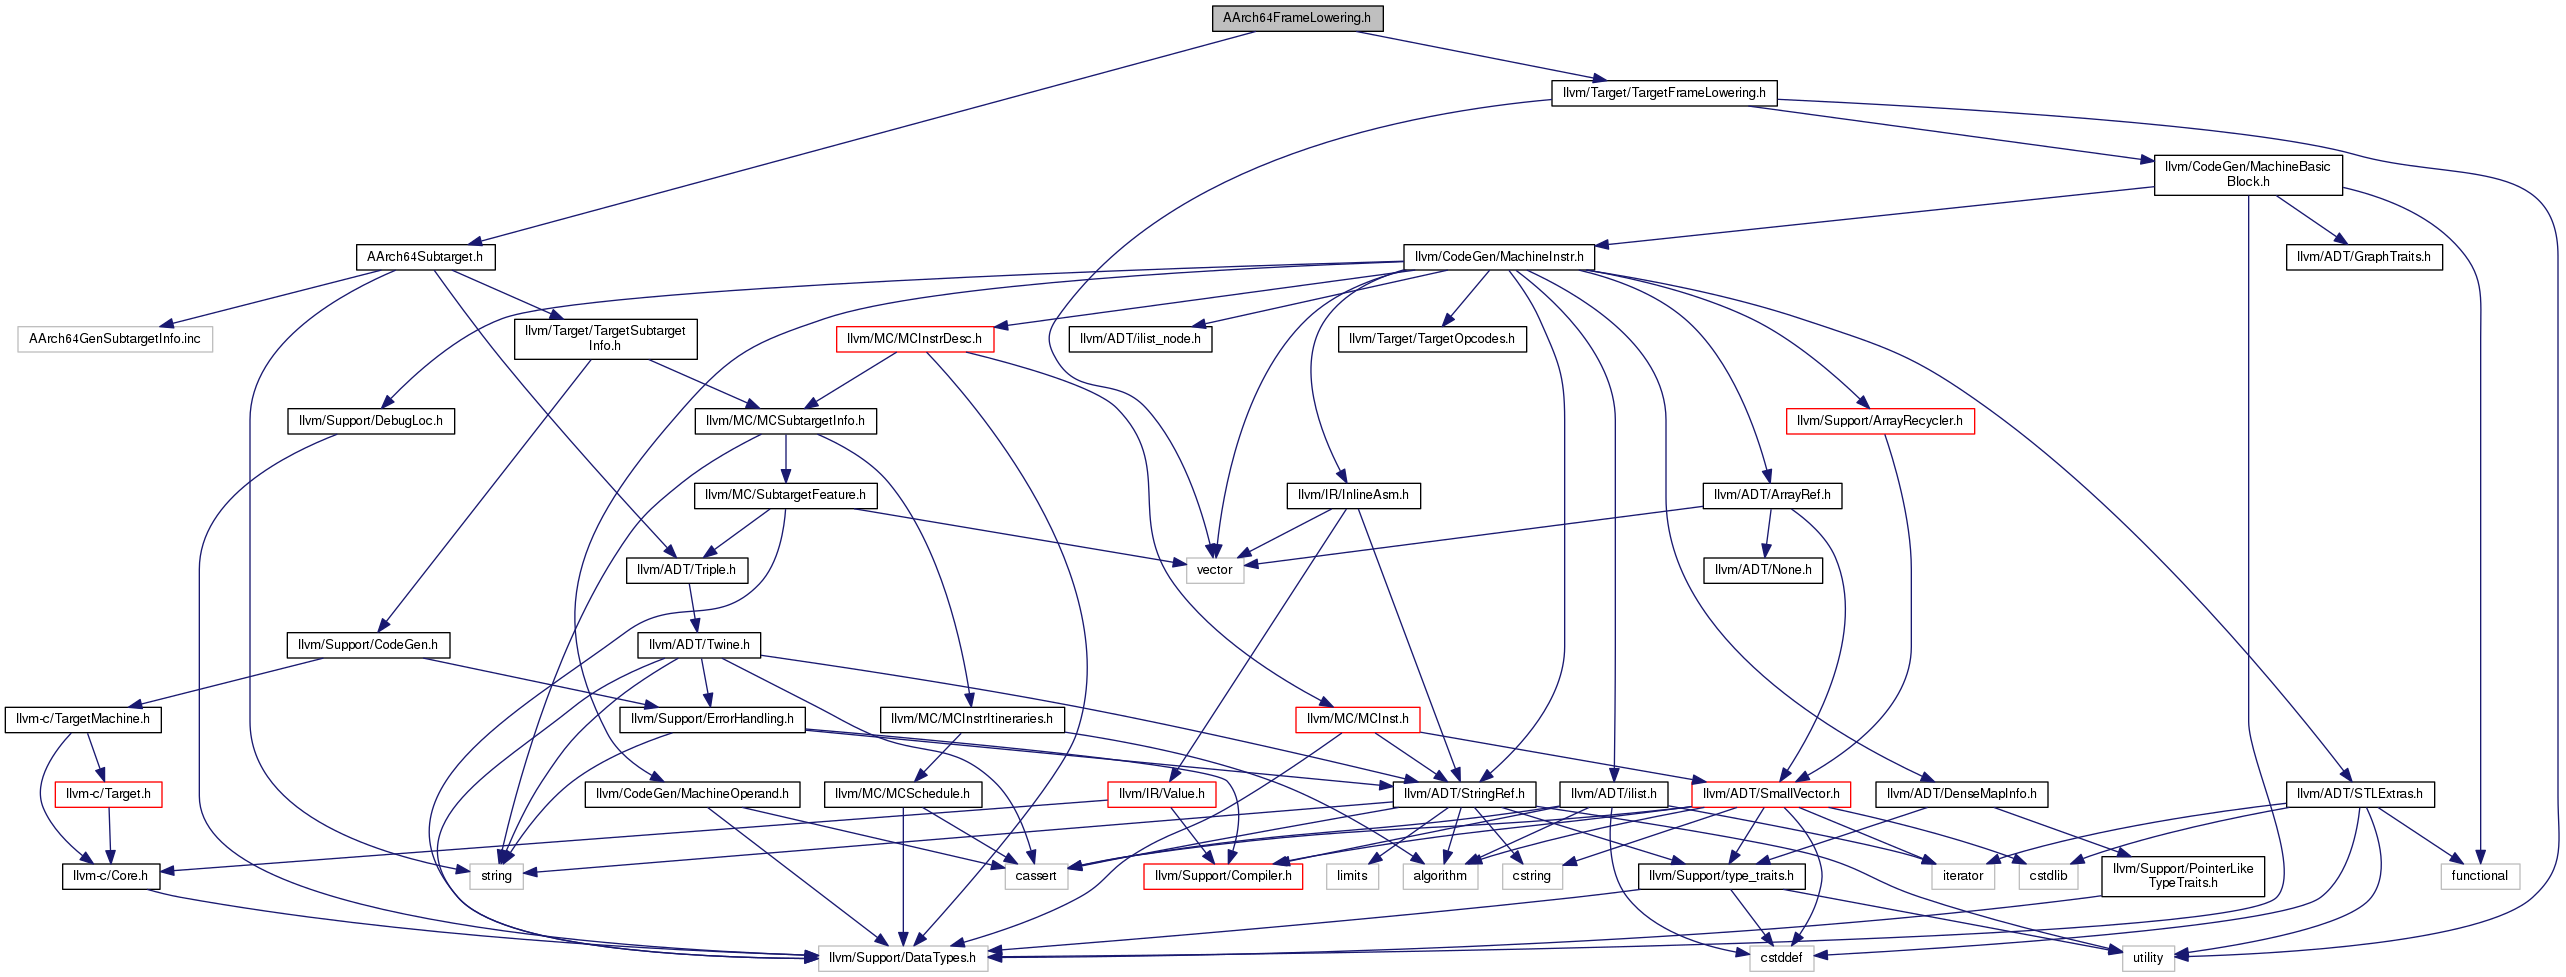 AArch64FrameLowering.h
llvm/Target/TargetFrameLowering.h
llvm/CodeGen/MachineBasic
Block.h
AArch64Subtarget.h
llvm/CodeGen/MachineInstr.h
llvm/ADT/GraphTraits.h
AArch64GenSubtargetInfo.inc
llvm/Target/TargetSubtarget
Info.h
llvm/MC/MCInstrDesc.h
llvm/ADT/ilist_node.h
llvm/Target/TargetOpcodes.h
llvm/Support/DebugLoc.h
llvm/MC/MCSubtargetInfo.h
llvm/Support/ArrayRecycler.h
llvm/MC/SubtargetFeature.h
llvm/IR/InlineAsm.h
llvm/ADT/ArrayRef.h
llvm/ADT/Triple.h
vector
llvm/ADT/None.h
llvm/Support/CodeGen.h
llvm/ADT/Twine.h
llvm-c/TargetMachine.h
llvm/Support/ErrorHandling.h
llvm/MC/MCInstrItineraries.h
llvm/MC/MCInst.h
llvm-c/Target.h
llvm/CodeGen/MachineOperand.h
llvm/MC/MCSchedule.h
llvm/IR/Value.h
llvm/ADT/StringRef.h
llvm/ADT/ilist.h
llvm/ADT/SmallVector.h
llvm/ADT/DenseMapInfo.h
llvm/ADT/STLExtras.h
llvm-c/Core.h
string
cassert
llvm/Support/Compiler.h
limits
algorithm
cstring
llvm/Support/type_traits.h
iterator
cstdlib
llvm/Support/PointerLike
TypeTraits.h
functional
llvm/Support/DataTypes.h
cstddef
utility